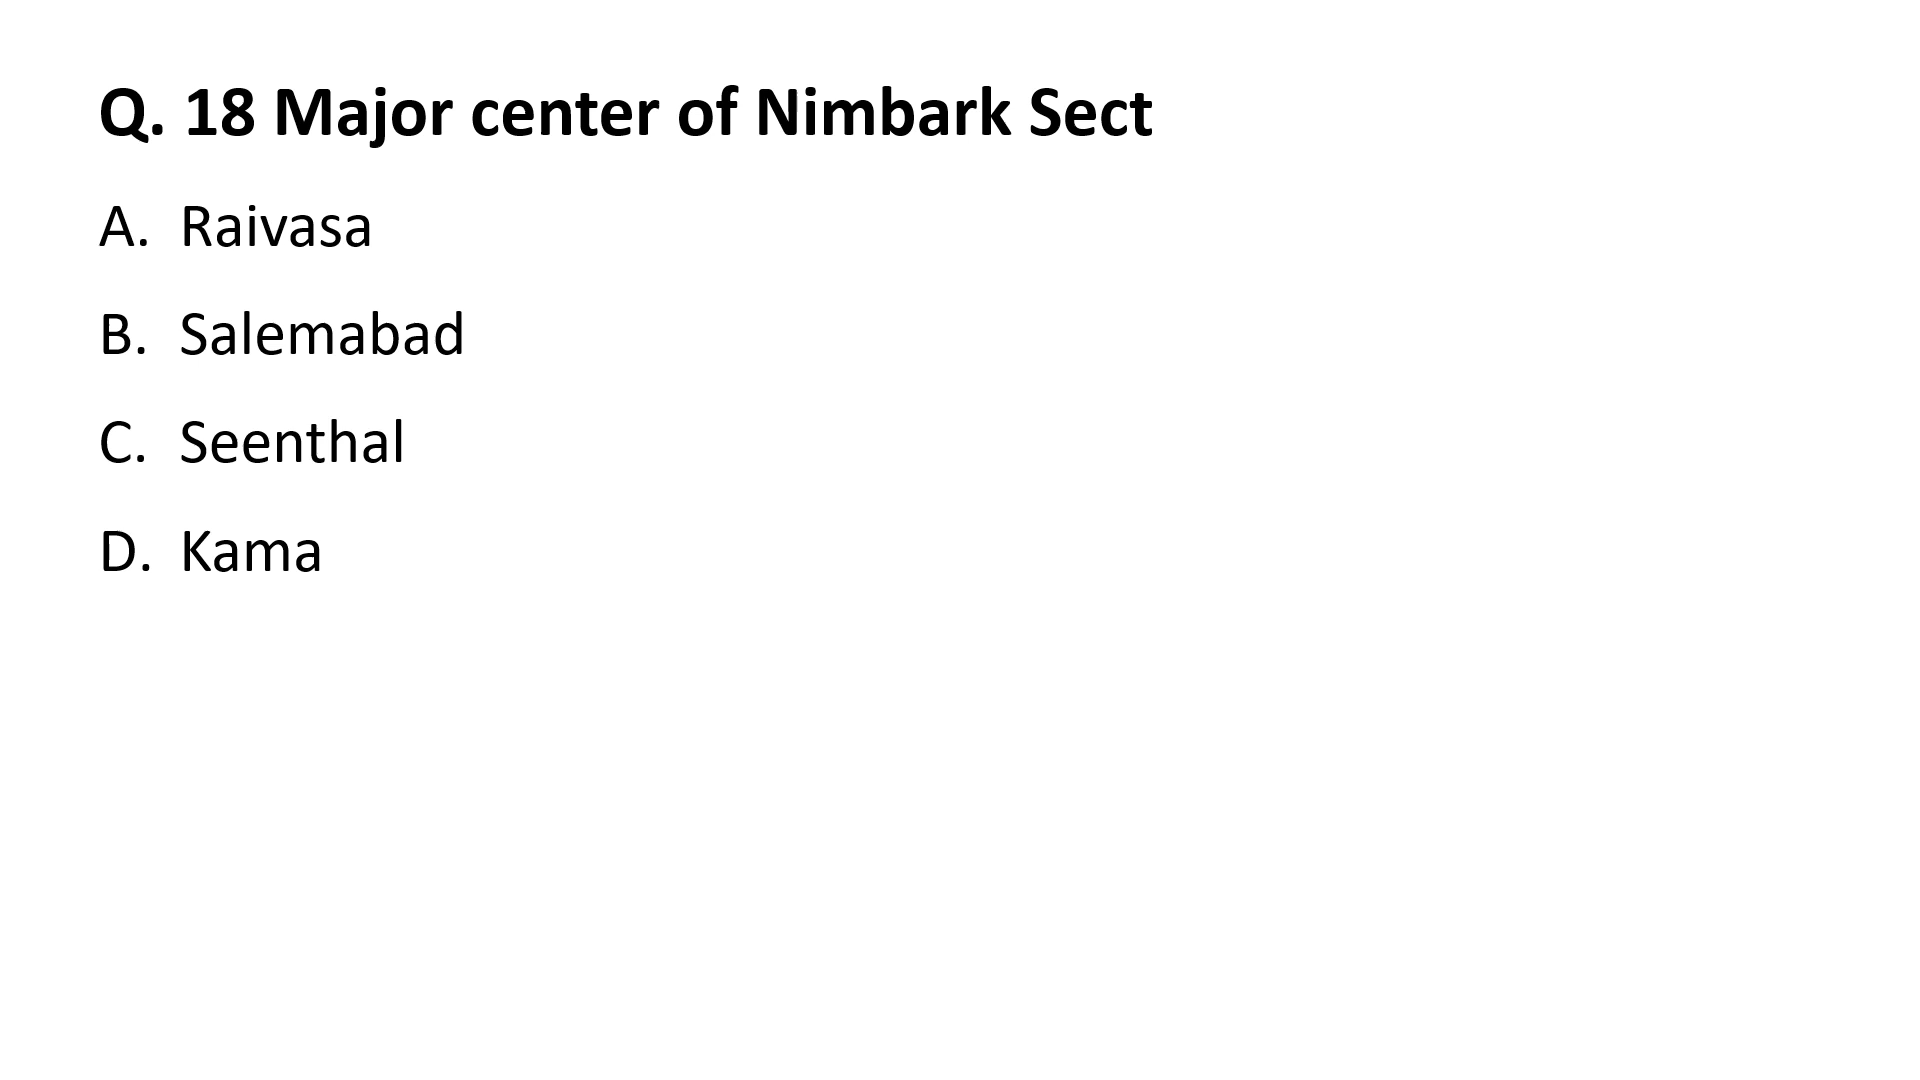 Q. 18 Major center of Nimbark Sect
A. Raivasa
B. Salemabad
C. Seenthal
D. Kama